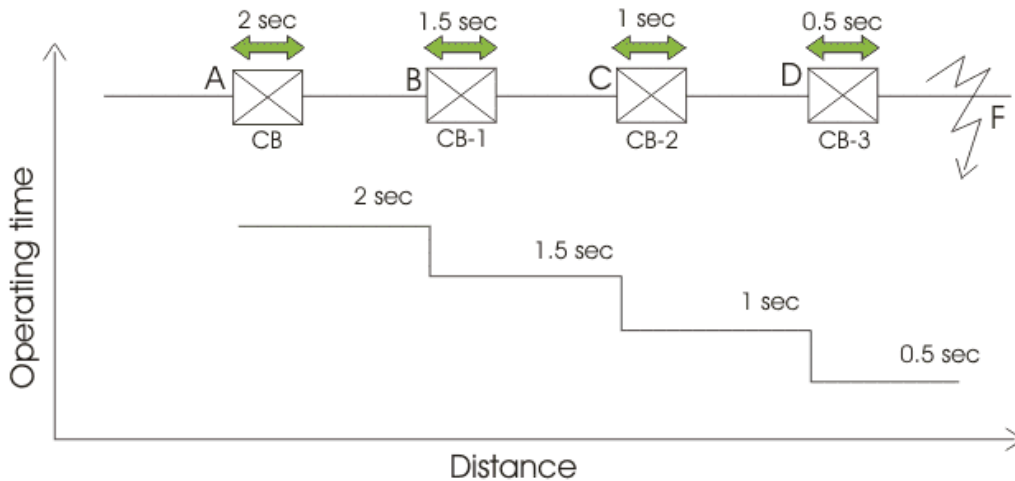 2 sec
1.5 sec
1 sec
0.5 sec
A
B
C
D
F
CB
CB-1
CB-2
CB-3
2 sec
1.5 sec
1 sec
0.5 sec
Operating time
Distance